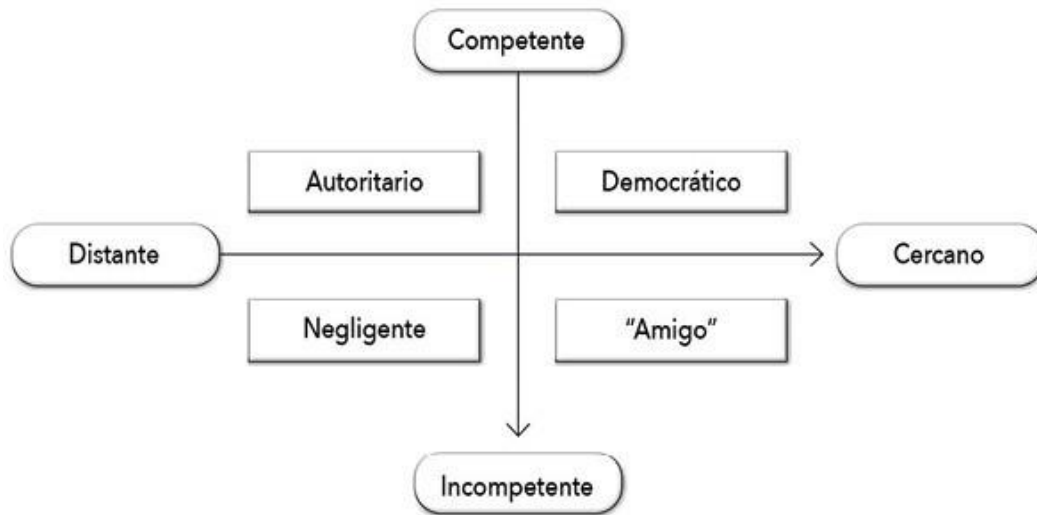 Competente
Autoritario
Democrático
Distante
Cercano
Negligente
“Amigo”
Incompetente